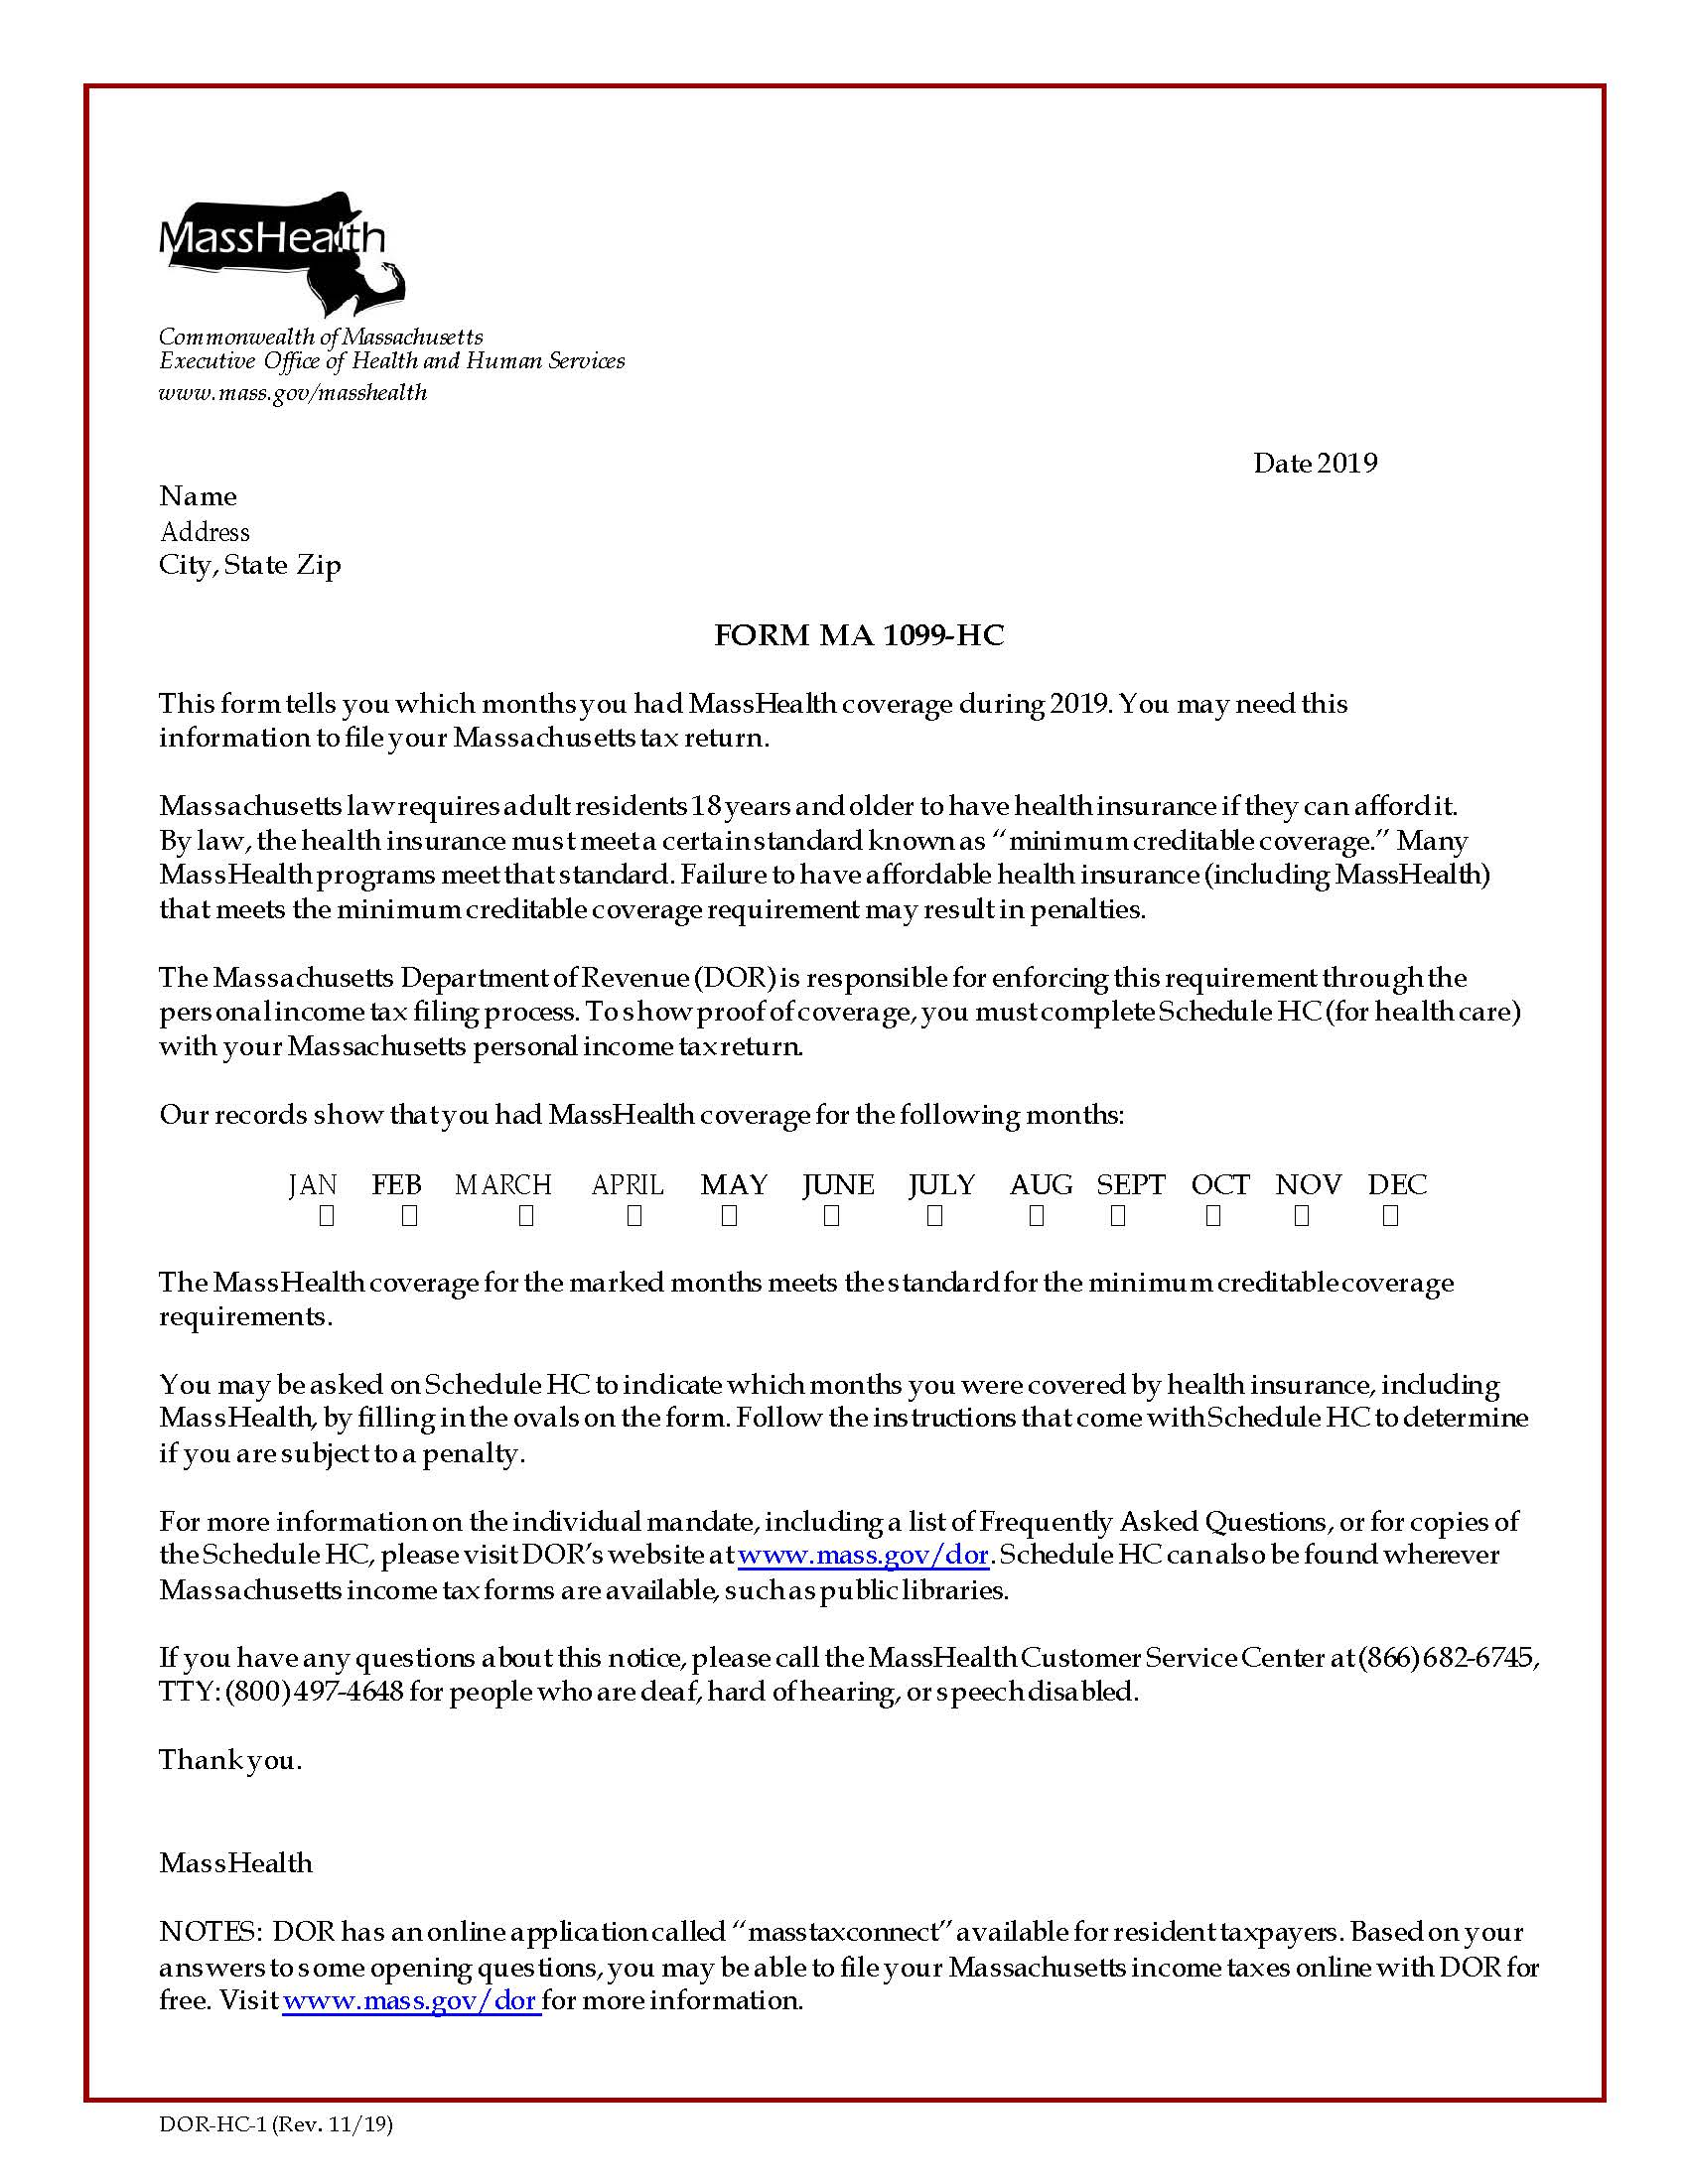 MassHealth
Commonwealth of Massachusetts
Executive Office of Health and Human Services
www.mass.gov/masshealth
Date 2019
Name
Address
City, State Zip
FORM MA 1099-HC
This form tells you which months you had MassHealth coverage during 2019. You may need this
information to file your Massachusetts tax return.
Massachusetts law requires adult residents 18 years and older to have health insurance if they can afford it.
By law, the health insurance must meet a certain standard known as “minimum creditable coverage.” Many
MassHealth programs meet that standard. Failure to have affordable health insurance (including MassHealth)
that meets the minimum creditable coverage requirement may result in penalties.
The Massachusetts Department of Revenue (DOR) is responsible for enforcing this requirement through the
personal income tax filing process. To show proof of coverage, you must complete Schedule HC (for health care)
with your Massachusetts personal income tax return.
Our records show that you had MassHealth coverage for the following months:
JAN FEB MARCH APRIL MAY JUNE JULY AUG SEPT OCT NOV DEC
The MassHealth coverage for the marked months meets the standard for the minimum creditable coverage
requirements.
You may be asked on Schedule HC to indicate which months you were covered by health insurance, including
MassHealth, by filling in the ovals on the form. Follow the instructions that come with Schedule HC to determine
if you are subject to a penalty.
For more information on the individual mandate, including a list of Frequently Asked Questions, or for copies of
the Schedule HC, please visit DOR’s website at www.mass.gov/dor. Schedule HC can also be found wherever
Massachusetts income tax forms are available, such as public libraries.
If you have any questions about this notice, please call the MassHealth Customer Service Center at (866) 682-6745,
TTY: (800) 497-4648 for people who are deaf, hard of hearing, or speech disabled.
Thank you.
MassHealth
NOTES: DOR has an online application called “masstaxconnect” available for resident taxpayers. Based on your
answers to some opening questions, you may be able to file your Massachusetts income taxes online with DOR for
free. Visit www.mass.gov/dor for more information.
DOR-HC-1 (Rev. 11/19)